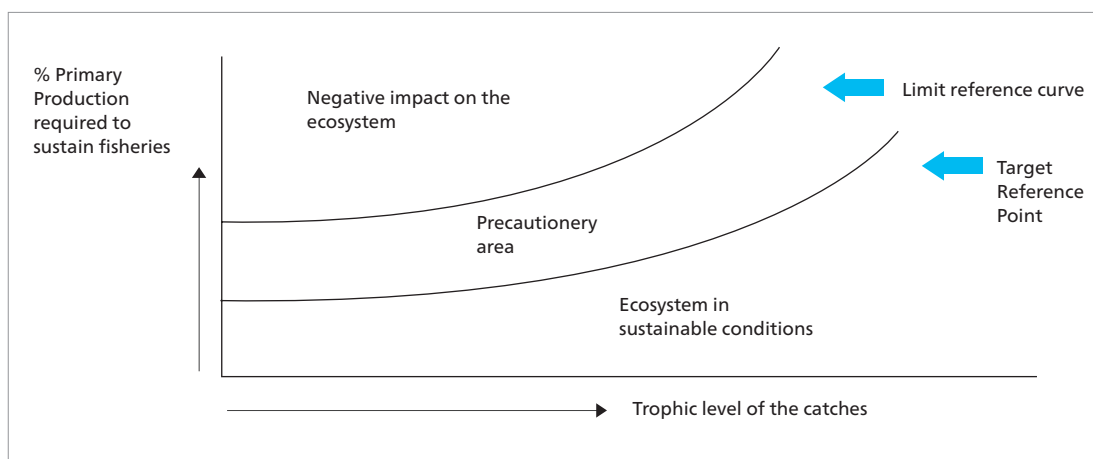 % Primary
Production
required to
sustain fisheries
Negative impact on the
ecosystem
Limit reference curve
Target
Reference
Point
Precautionery
area
Ecosystem in
sustainable conditions
Trophic level of the catches